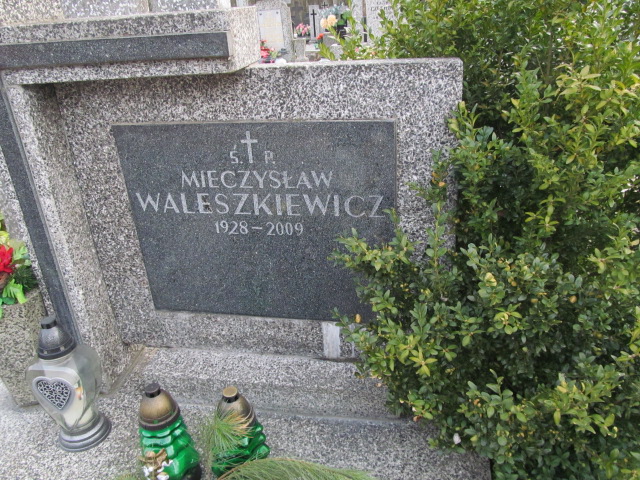 Ś. P.
MIECZYSŁAW
WALESZKIEWICZ
1928-2009